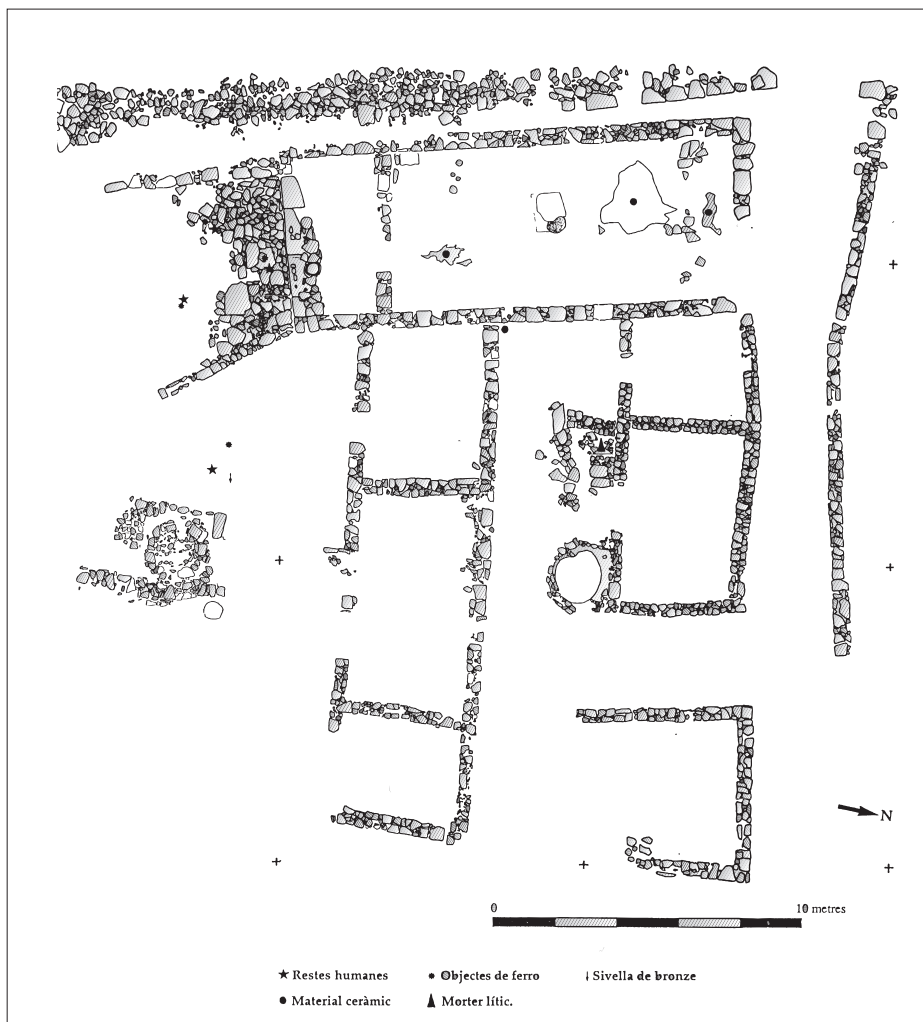 N
0 10 metres
★ Restes humanes ✹ Objectes de ferro ↓ Sivella de bronze
● Material ceràmic ▲ Morter lític.